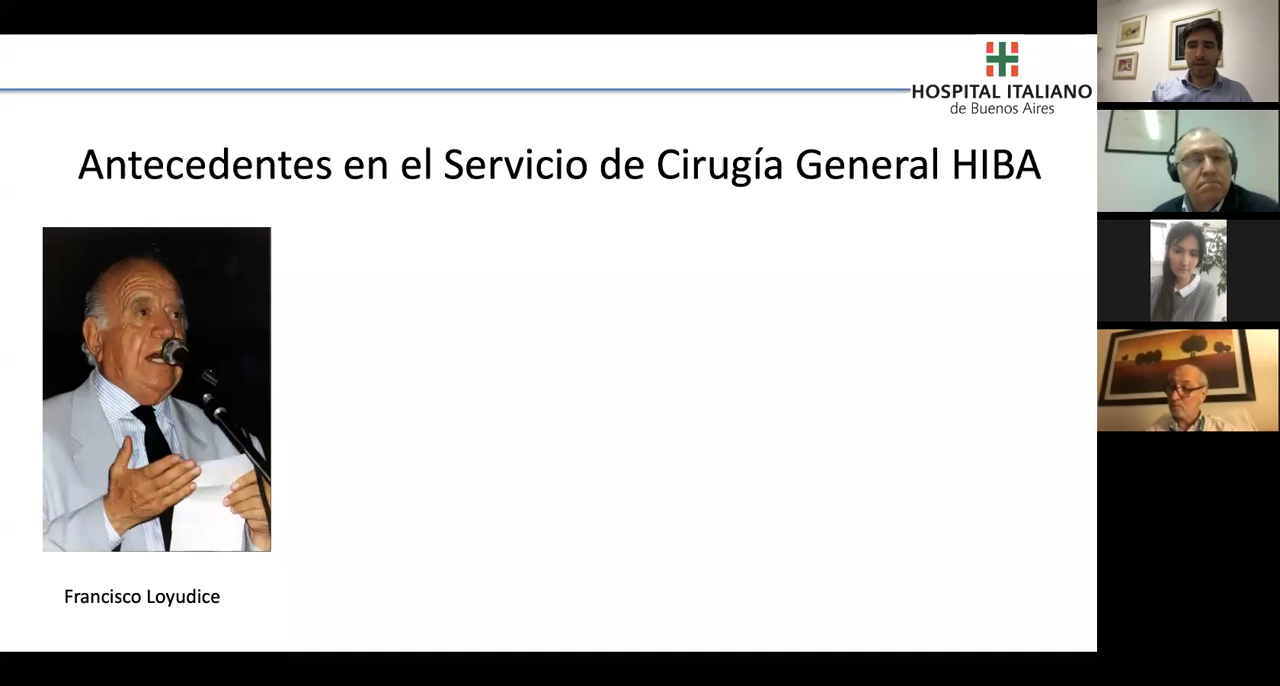 HOSPITAL ITALIANO
de Buenos Aires
Antecedentes en el Servicio de Cirugía General HIBA
Francisco Loyudice